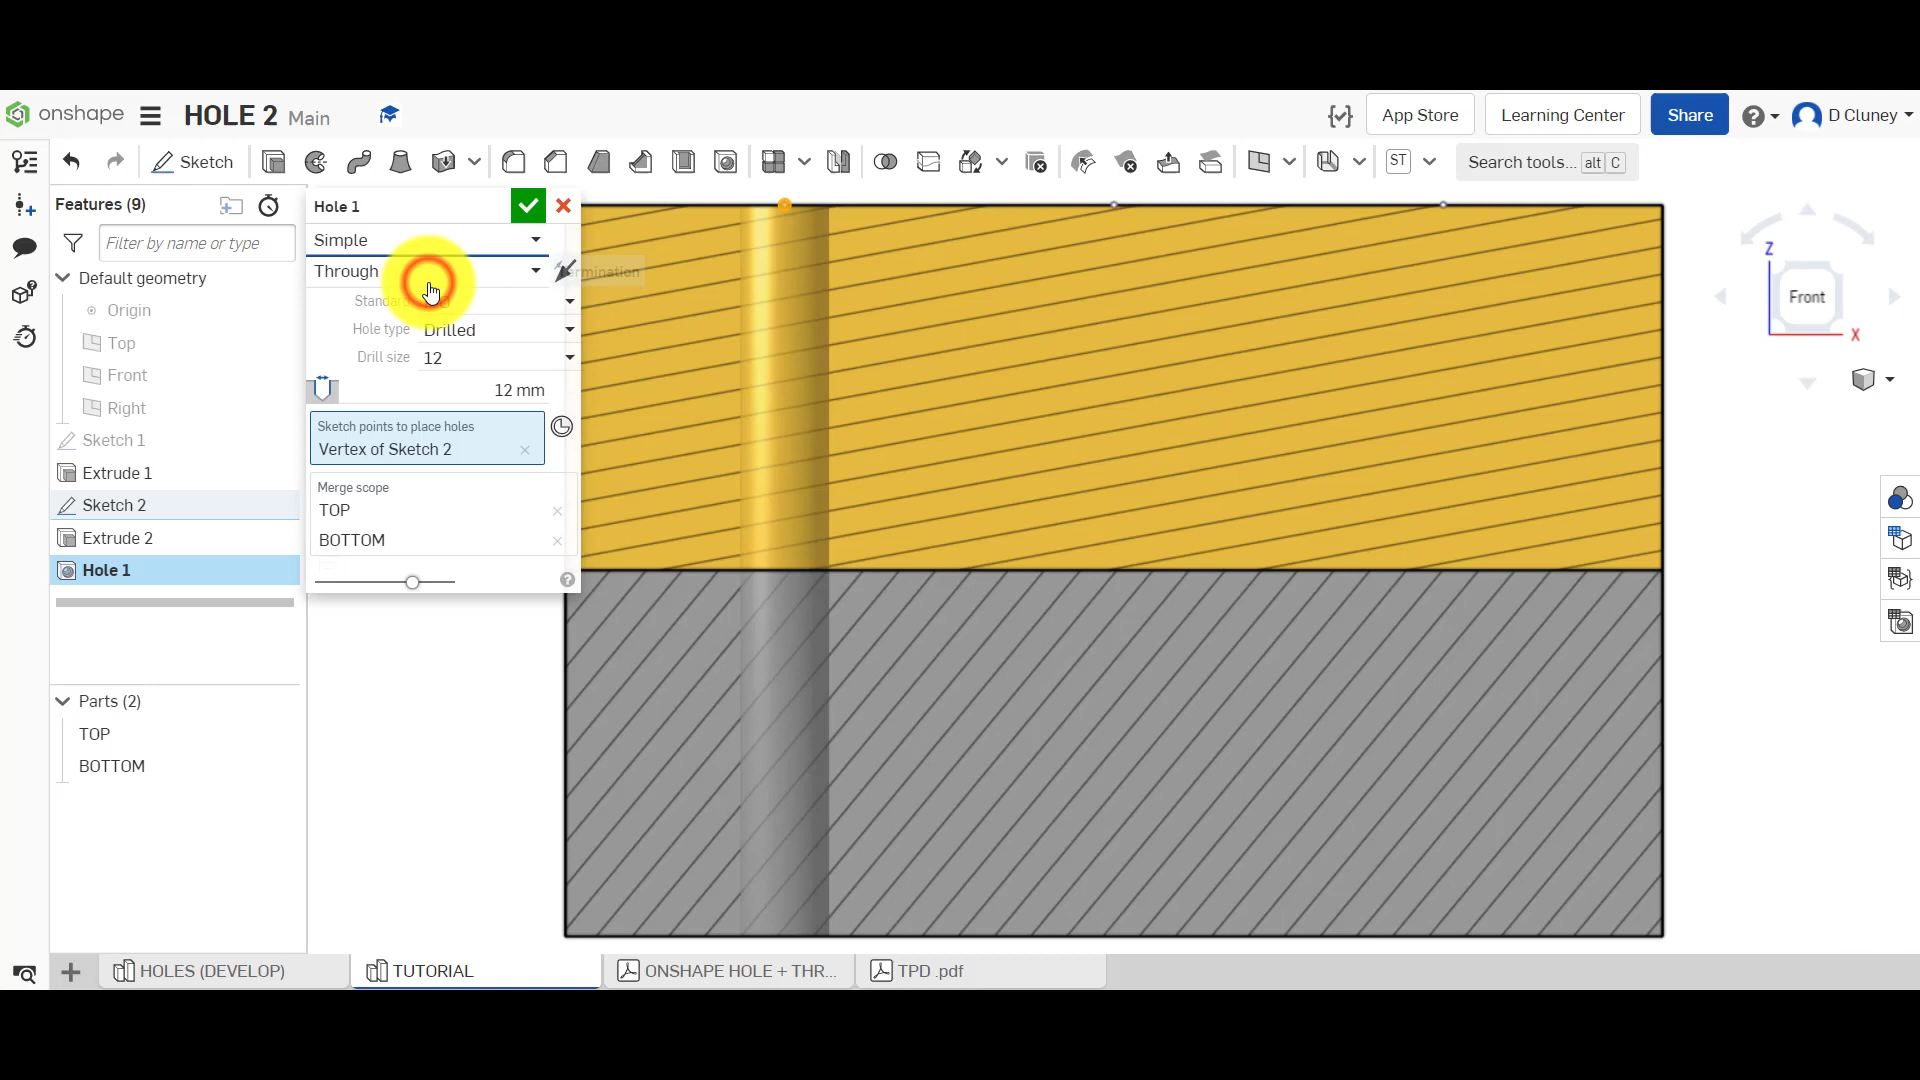 onshape
HOLE 2 Main
App Store
Learning Center
Share
D Cluney
Sketch
ST
Search tools... alt C
Features (9)
Filter by name or type
Default geometry
Origin
Top
Front
Right
Sketch 1
Extrude 1
Sketch 2
Extrude 2
Hole 1
Parts (2)
TOP
BOTTOM
Hole 1
Simple
Through
Hole type Drilled
Drill size 12
12 mm
Sketch points to place holes
Vertex of Sketch 2
Merge scope
TOP
BOTTOM
Z
Front
X
HOLES (DEVELOP)
TUTORIAL
ONSHAPE HOLE + THR...
TPD .pdf